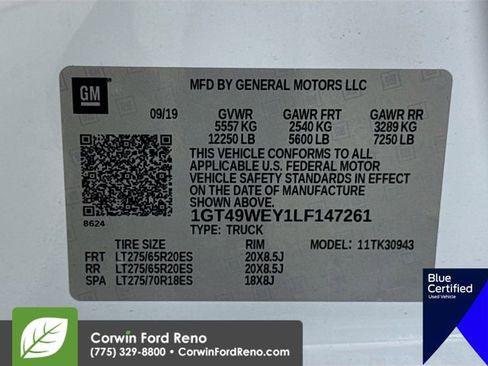 GM
MFD BY GENERAL MOTORS LLC
09/19 GVWR GAWR FRT GAWR RR
5557 KG 2540 KG 3289 KG
12250 LB 5600 LB 7250 LB
THIS VEHICLE CONFORMS TO ALL
APPLICABLE U.S. FEDERAL MOTOR
VEHICLE SAFETY STANDARDS IN EFFECT
ON THE DATE OF MANUFACTURE SHOWN ABOVE.
8624
1GT49WEY1LF147261
TYPE: TRUCK
TIRE SIZE RIM MODEL: 11TK30943
FRT LT275/65R20ES 20X8.5J
RR LT275/65R20ES 20X8.5J
SPA LT275/70R18ES 18X8J
Blue
Certified
Used Vehicle
Corwin Ford Reno
(775) 329-8800 • CorwinFordReno.com